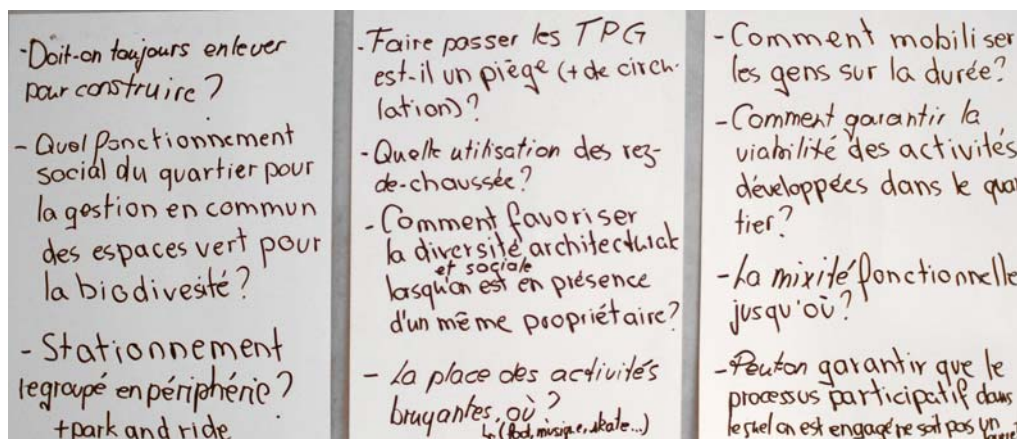 - Doit-on toujours enlever
pour construire ?
- Quel fonctionnement
social du quartier pour
la gestion en commun
des espaces vert pour
la biodivesité ?
- Stationnement
regroupé en périphérie ?
+park and ride
- Faire passer les TPG
est-il un piège (+ de circu-
lation) ?
- Quelle utilisation des rez-
de-chaussée ?
- Comment favoriser
la diversité architecturale
et sociale
lorsqu'on est en présence
d'un même propriétaire ?
- La place des activités
bruyantes, où ?
(foot, musique, skate...)
- Comment mobiliser
les gens sur la durée ?
- Comment garantir la
viabilité des activités
développées dans le quar
tier ?
- La mixité fonctionnelle
jusqu'où ?
- Peut on garantir que le
processus participatif dans
lequel on est engagé ne soit pas un